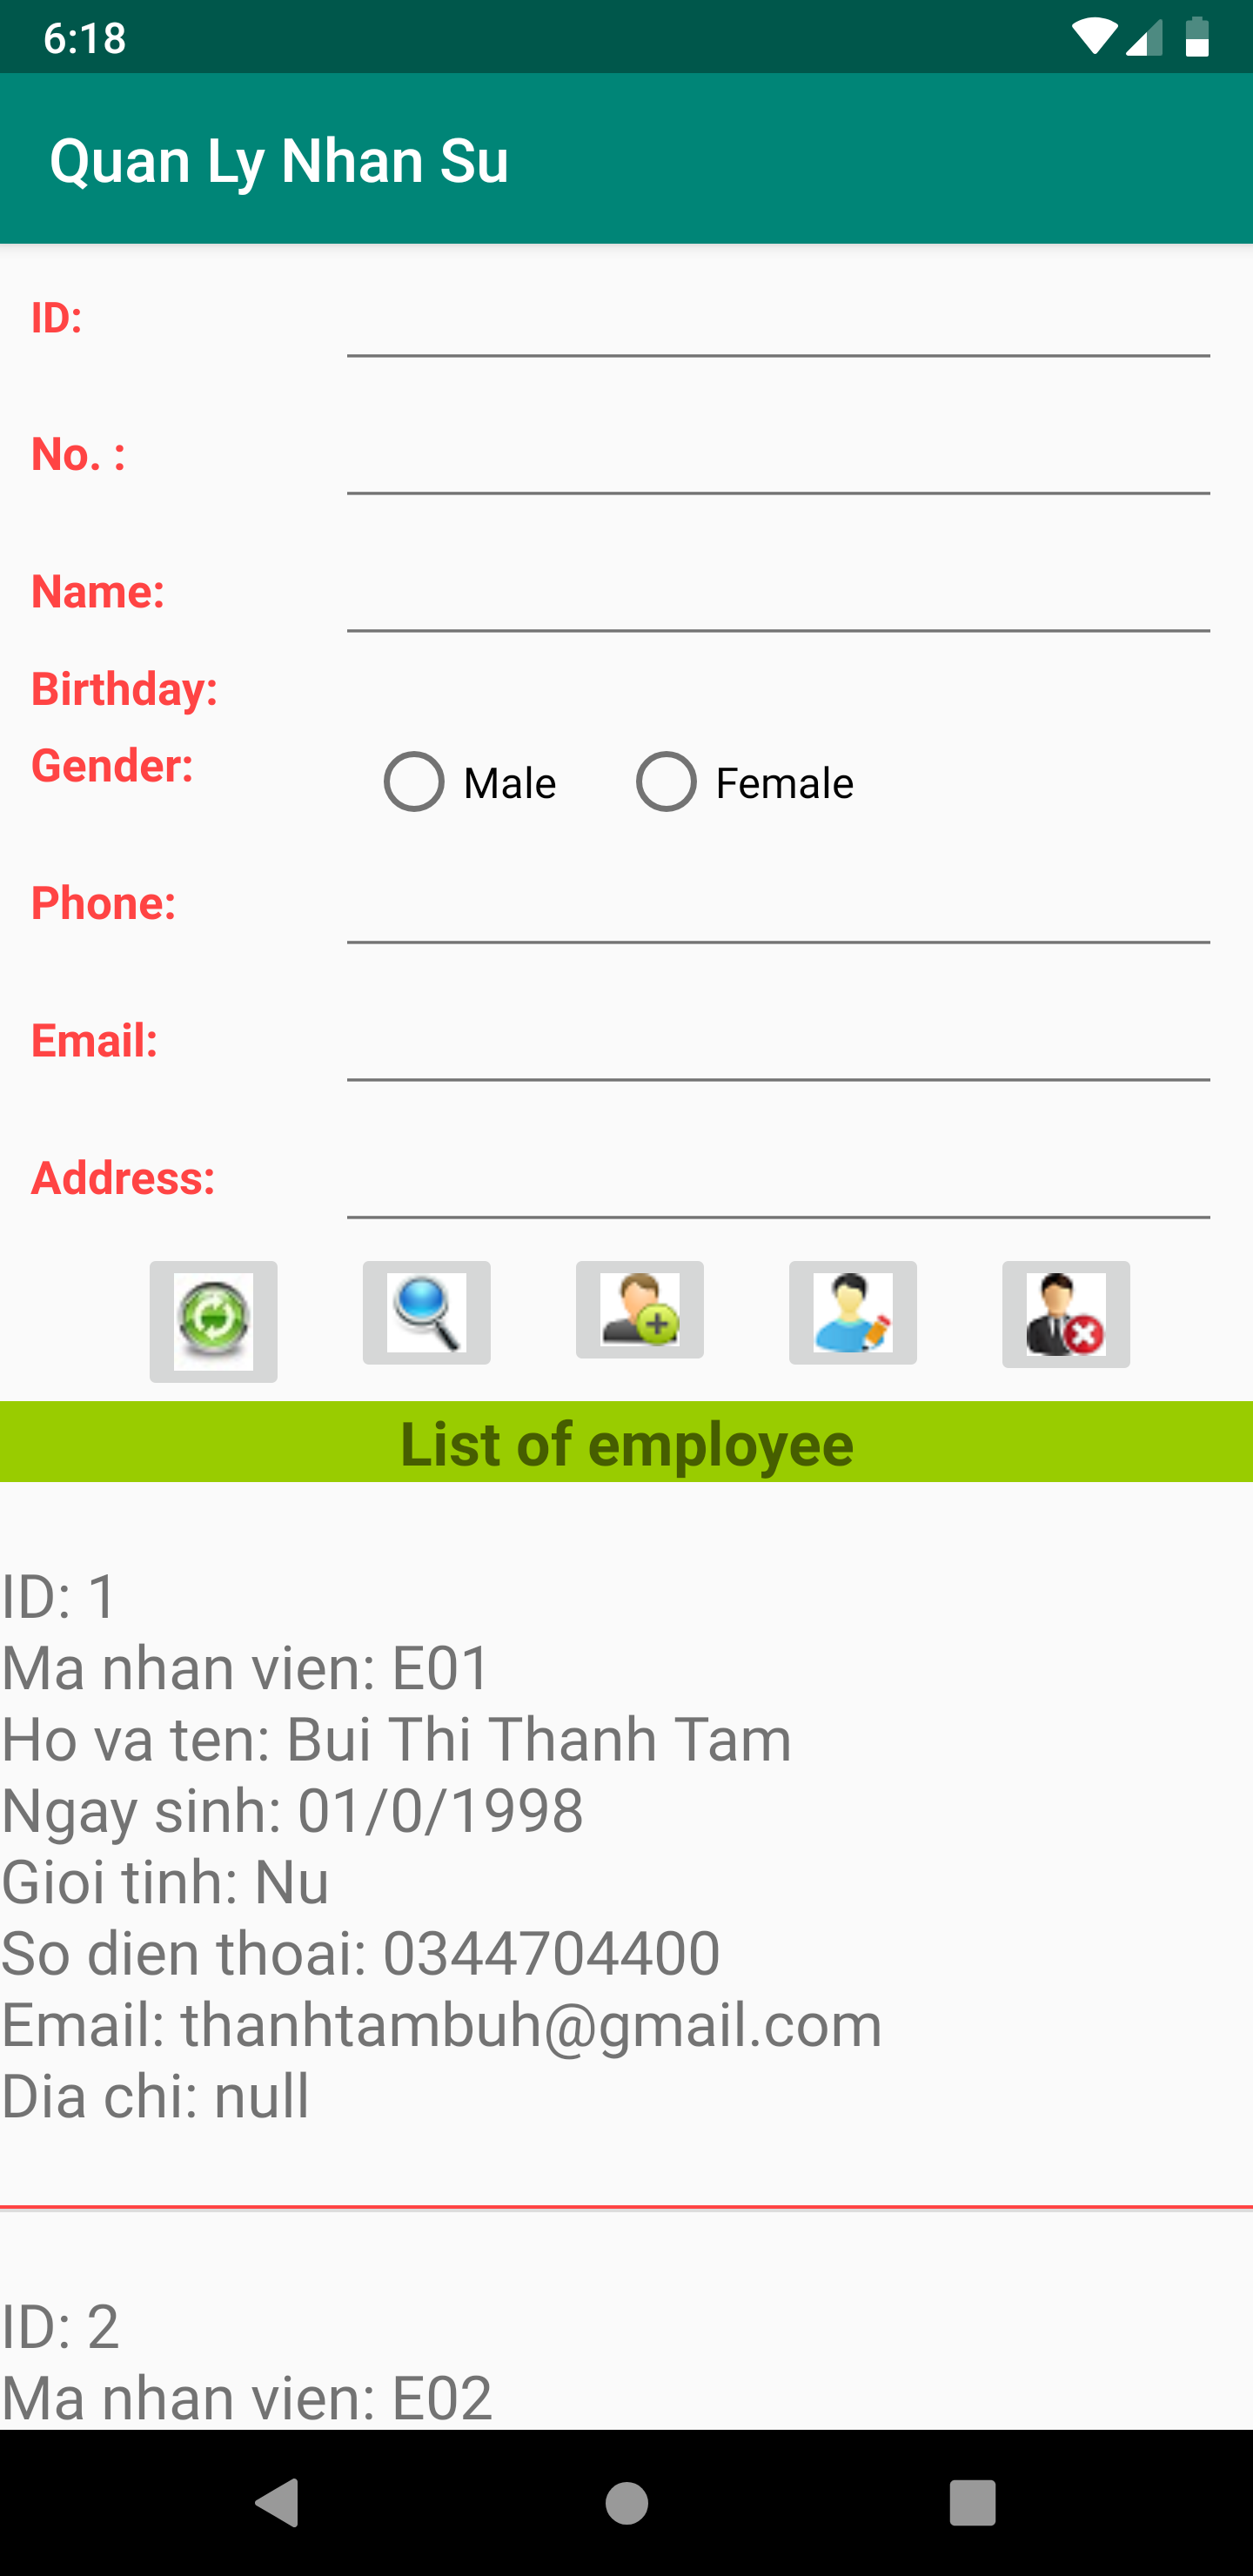 6:18
Quan Ly Nhan Su
ID:
No. :
Name:
Birthday:
Gender: Male Female
Phone:
Email:
Address:
List of employee
ID: 1
Ma nhan vien: E01
Ho va ten: Bui Thi Thanh Tam
Ngay sinh: 01/0/1998
Gioi tinh: Nu
So dien thoai: 0344704400
Email: thanhtambuh@gmail.com
Dia chi: null
ID: 2
Ma nhan vien: E02